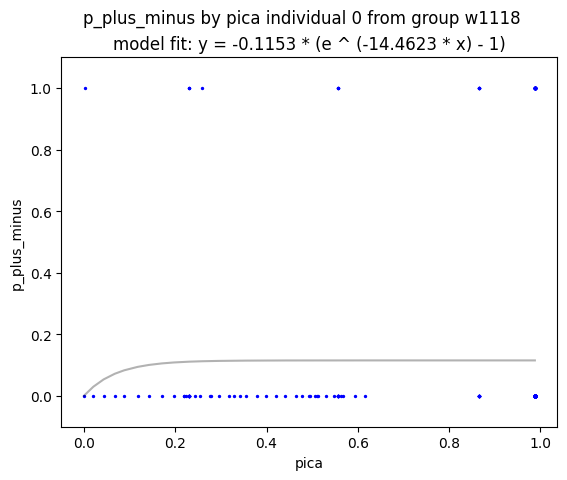 p_plus_minus by pica individual 0 from group w1118
model fit: y = -0.1153 * (e ^ (-14.4623 * x) - 1)
p_plus_minus
1.0
0.8
0.6
0.4
0.2
0.0
0.0 0.2 0.4 0.6 0.8 1.0
pica